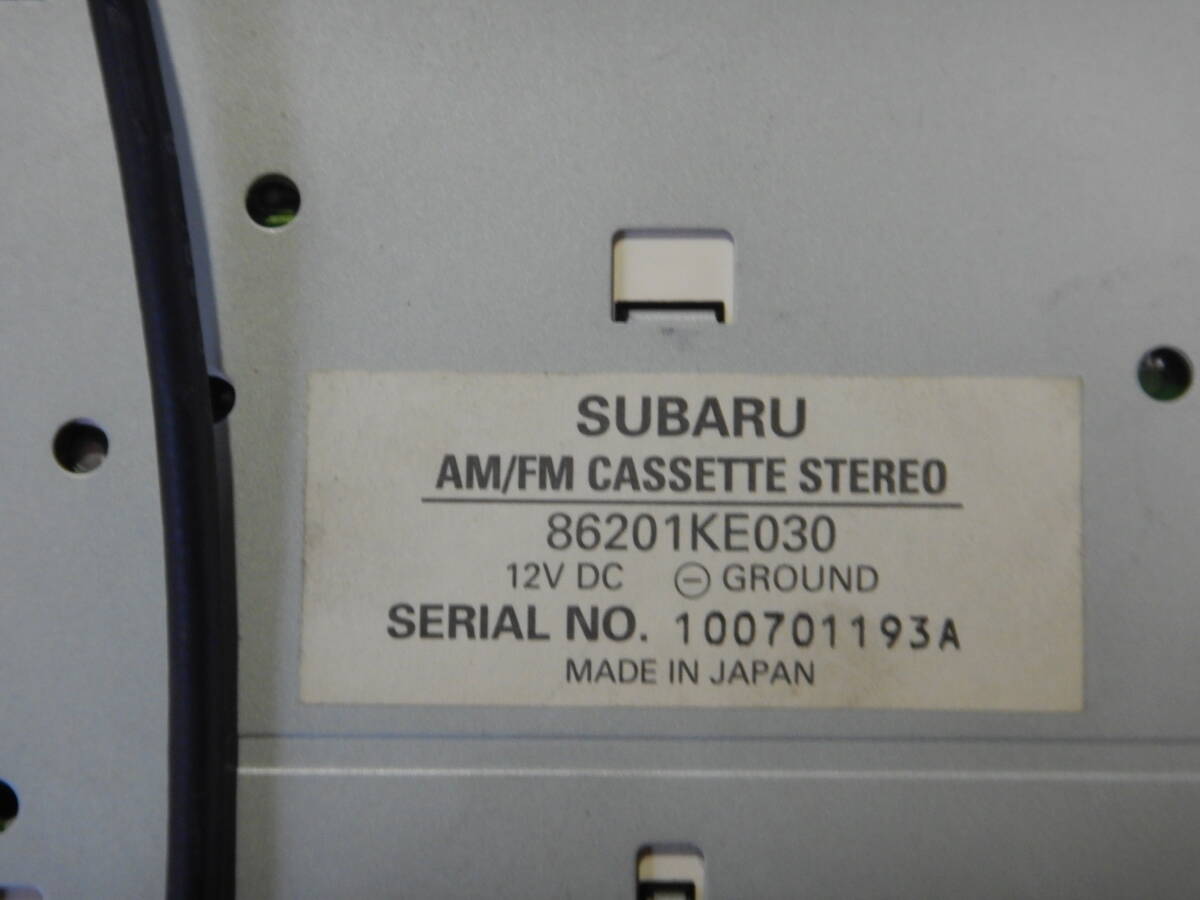 SUBARU
AM/FM CASSETTE STEREO
86201KE030
12V DC ⊖ GROUND
SERIAL NO. 100701193A
MADE IN JAPAN